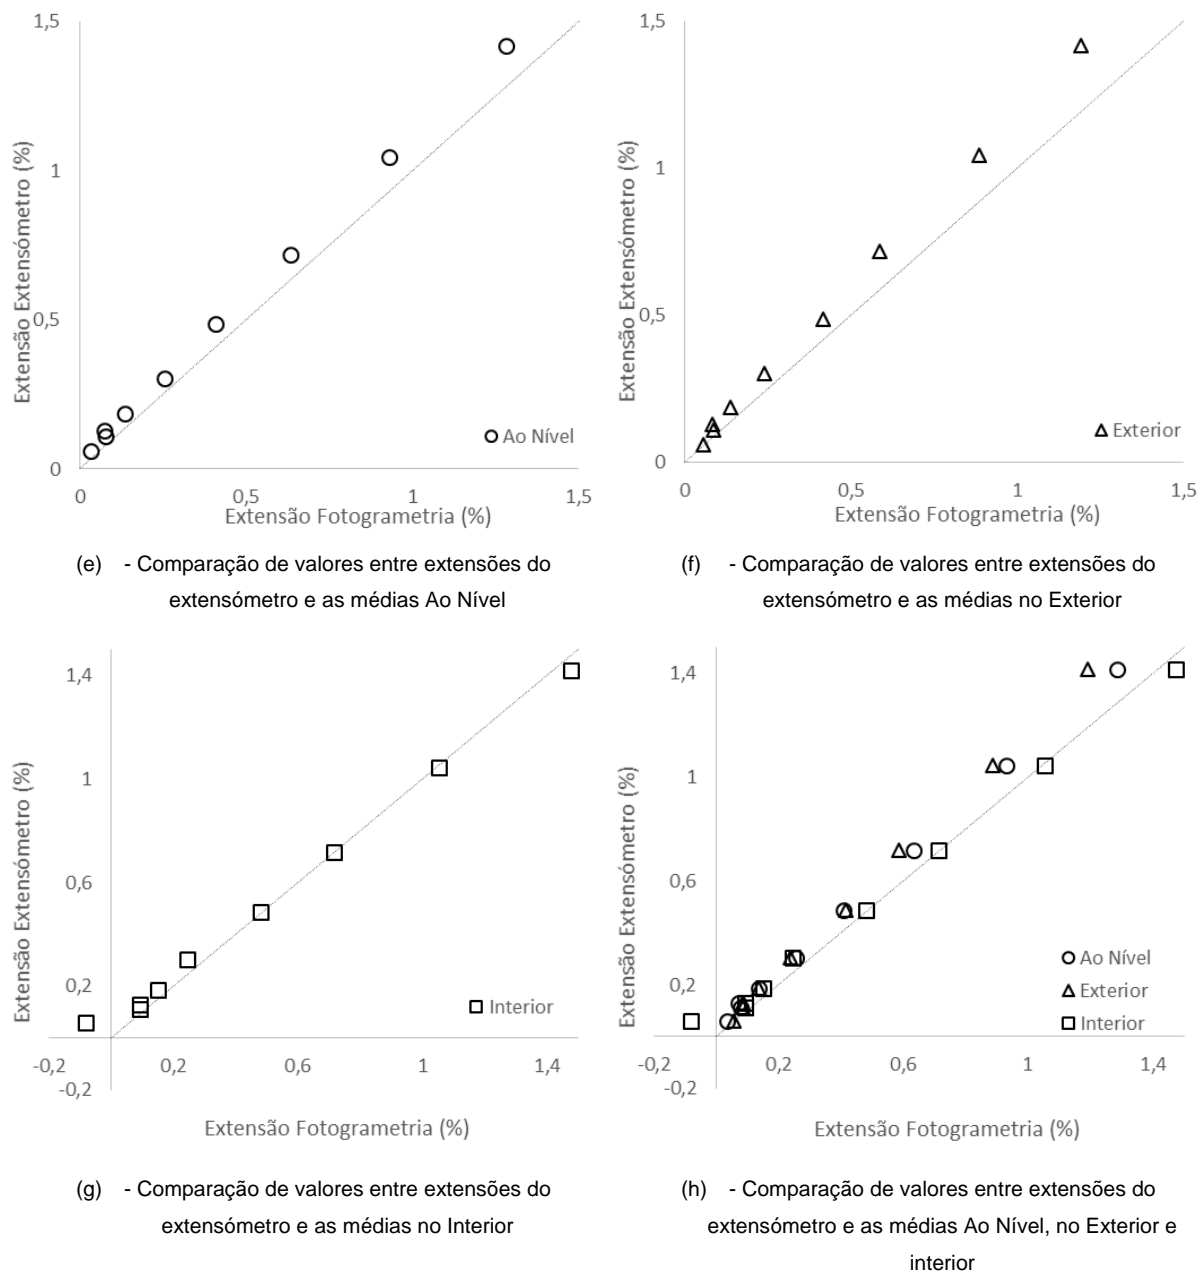 1,5
1
0,5
0
0
0,5
1
1,5
Extensão Extensómetro (%)
Extensão Fotogrametria (%)
Ao Nível
(e) - Comparação de valores entre extensões do
extensómetro e as médias Ao Nível
1,5
1
0,5
0
0
0,5
1
1,5
Extensão Extensómetro (%)
Extensão Fotogrametria (%)
Exterior
(f) - Comparação de valores entre extensões do
extensómetro e as médias no Exterior
1,4
1
0,6
0,2
-0,2
-0,2
0,2
0,6
1
1,4
Extensão Extensómetro (%)
Extensão Fotogrametria (%)
Interior
(g) - Comparação de valores entre extensões do
extensómetro e as médias no Interior
1,4
1
0,6
0,2
-0,2
-0,2
0,2
0,6
1
1,4
Extensão Extensómetro (%)
Extensão Fotogrametria (%)
Ao Nível
Exterior
Interior
(h) - Comparação de valores entre extensões do
extensómetro e as médias Ao Nível, no Exterior e
interior